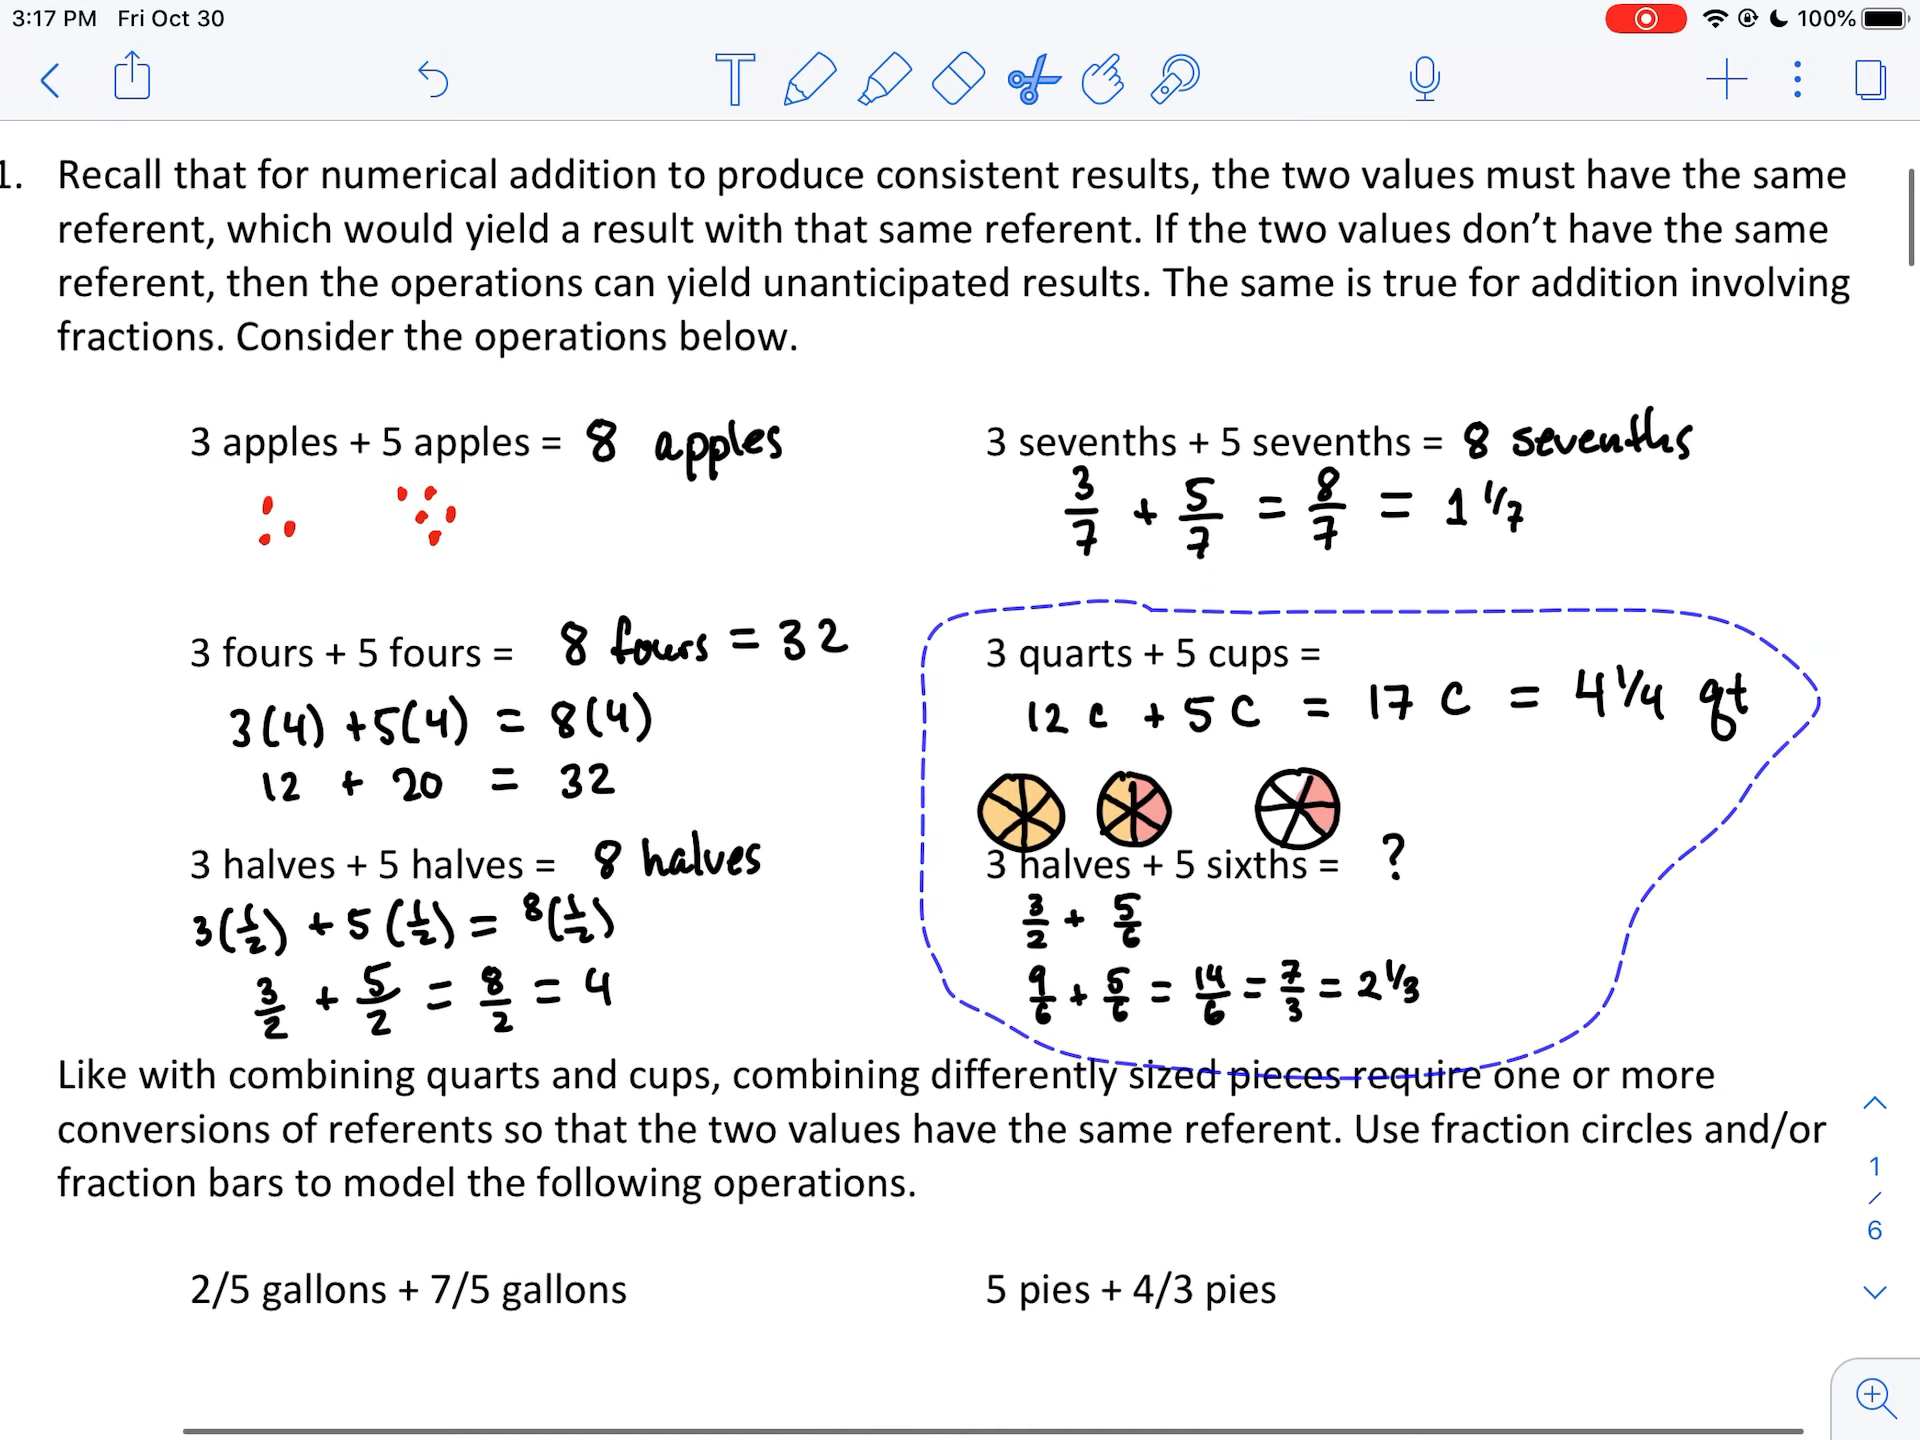 3:17 PM Fri Oct 30
100%
1. Recall that for numerical addition to produce consistent results, the two values must have the same
referent, which would yield a result with that same referent. If the two values don’t have the same
referent, then the operations can yield unanticipated results. The same is true for addition involving
fractions. Consider the operations below.
3 apples + 5 apples = 8 apples
3 sevenths + 5 sevenths = 8 sevenths
3/7 + 5/7 = 8/7 = 1 1/7
3 fours + 5 fours = 8 fours = 32
3(4) + 5(4) = 8(4)
12 + 20 = 32
3 quarts + 5 cups =
12 c + 5 C = 17 C = 4 1/4 qt
3 halves + 5 halves = 8 halves
3(1/2) + 5(1/2) = 8(1/2)
3/2 + 5/2 = 8/2 = 4
3 halves + 5 sixths = ?
3/2 + 5/6
9/6 + 5/6 = 14/6 = 7/3 = 2 1/3
Like with combining quarts and cups, combining differently sized pieces require one or more
conversions of referents so that the two values have the same referent. Use fraction circles and/or
fraction bars to model the following operations.
2/5 gallons + 7/5 gallons
5 pies + 4/3 pies
1
/
6